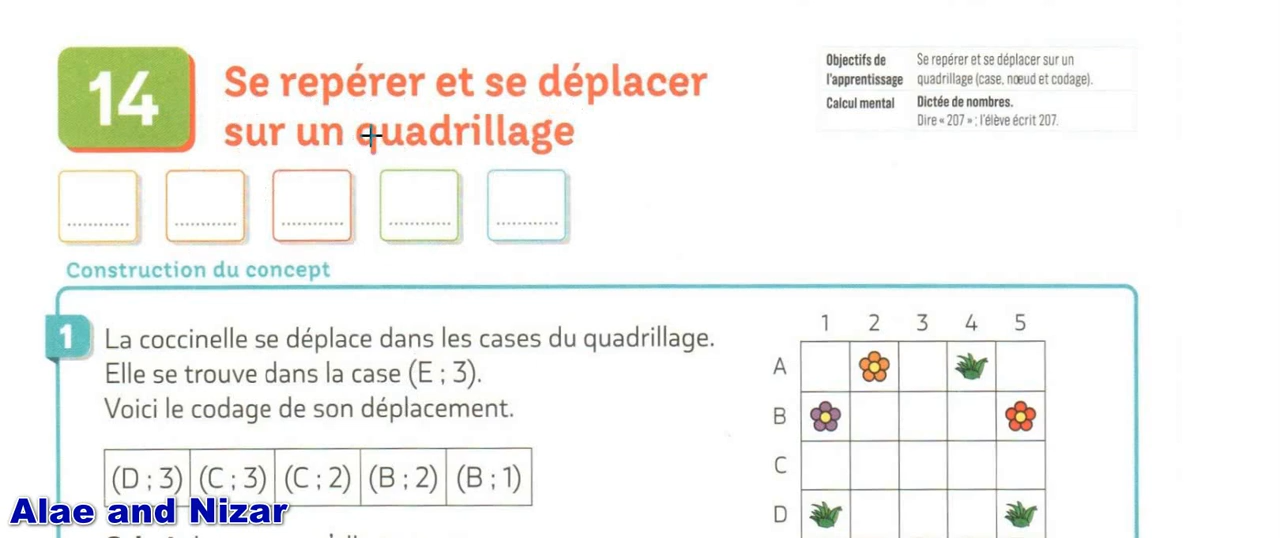 14
Se repérer et se déplacer
sur un quadrillage
Objectifs de l'apprentissage
Se repérer et se déplacer sur un
quadrillage (case, nœud et codage).
Calcul mental
Dictée de nombres.
Dire « 207 » ; l'élève écrit 207.
Construction du concept
1
La coccinelle se déplace dans les cases du quadrillage.
Elle se trouve dans la case (E ; 3).
Voici le codage de son déplacement.
(D ; 3) (C ; 3) (C ; 2) (B ; 2) (B ; 1)
1 2 3 4 5
A
B
C
D
Alae and Nizar